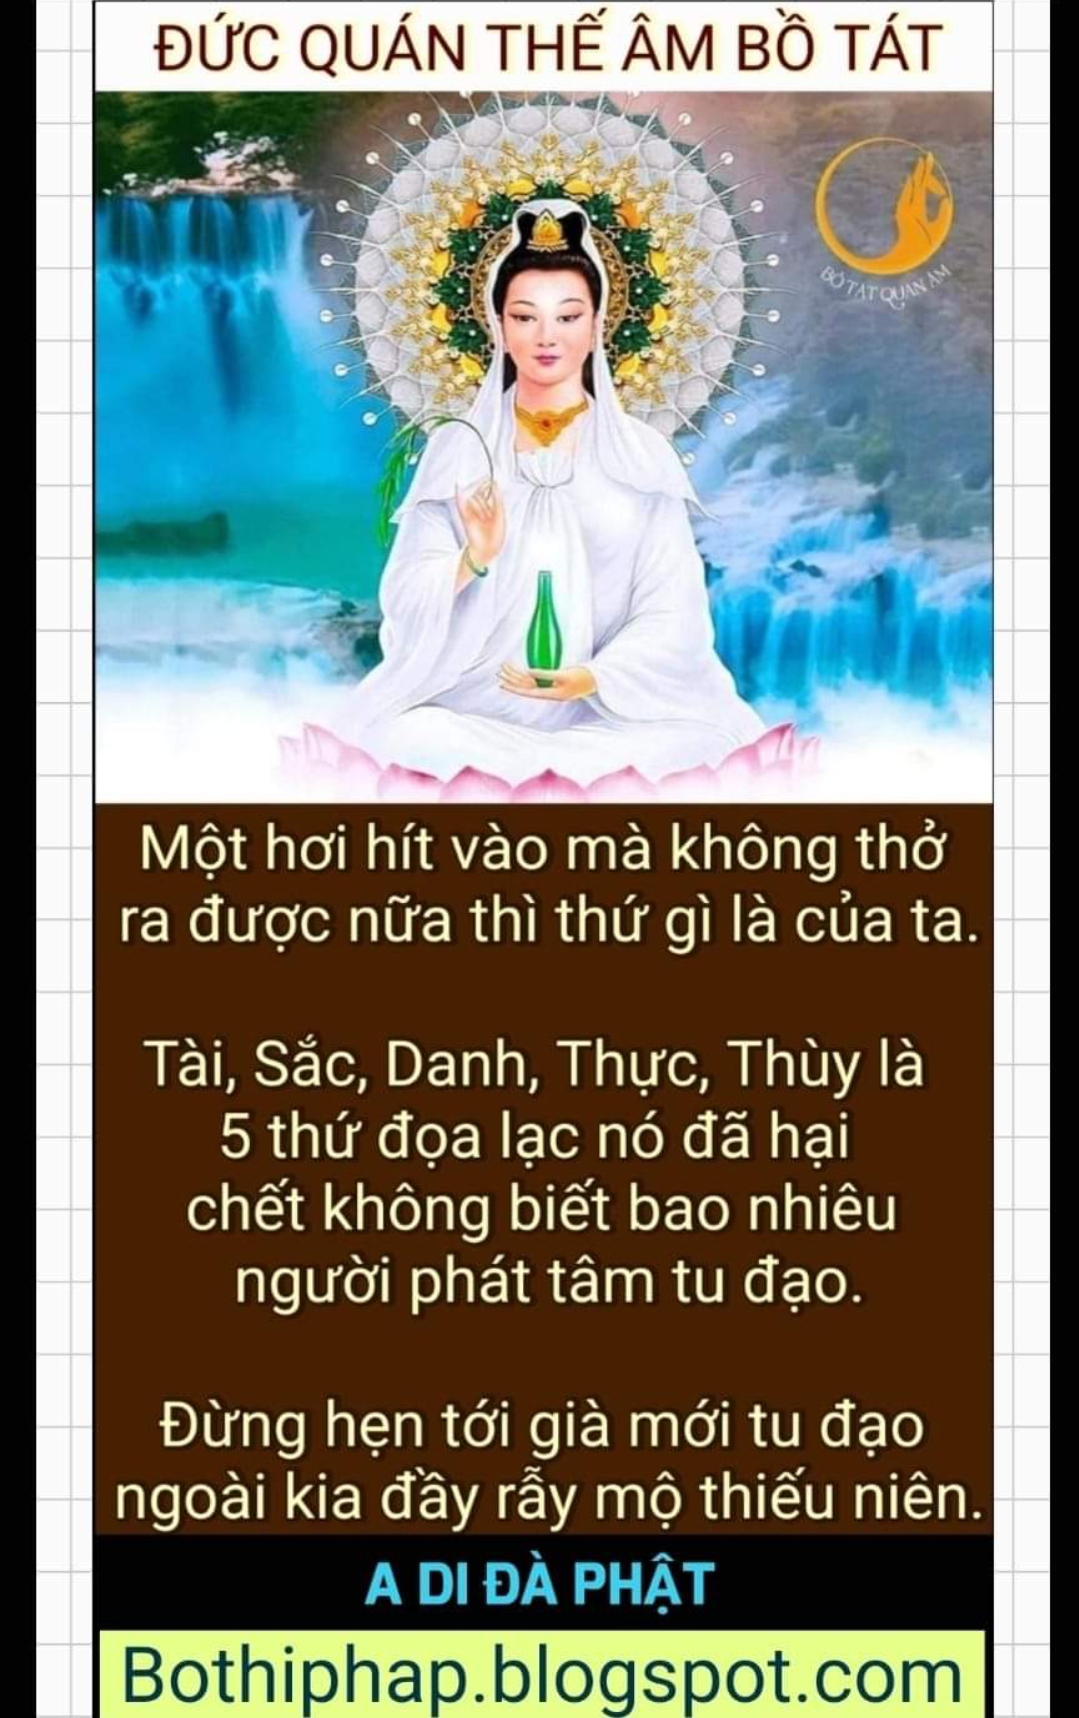 ĐỨC QUÁN THẾ ÂM BỒ TÁT
BỒ TÁT QUAN ÂM
Một hơi hít vào mà không thở
ra được nữa thì thứ gì là của ta.
Tài, Sắc, Danh, Thực, Thùy là
5 thứ đọa lạc nó đã hại
chết không biết bao nhiêu
người phát tâm tu đạo.
Đừng hẹn tới già mới tu đạo
ngoài kia đầy rẫy mộ thiếu niên.
A DI ĐÀ PHẬT
Bothiphap.blogspot.com